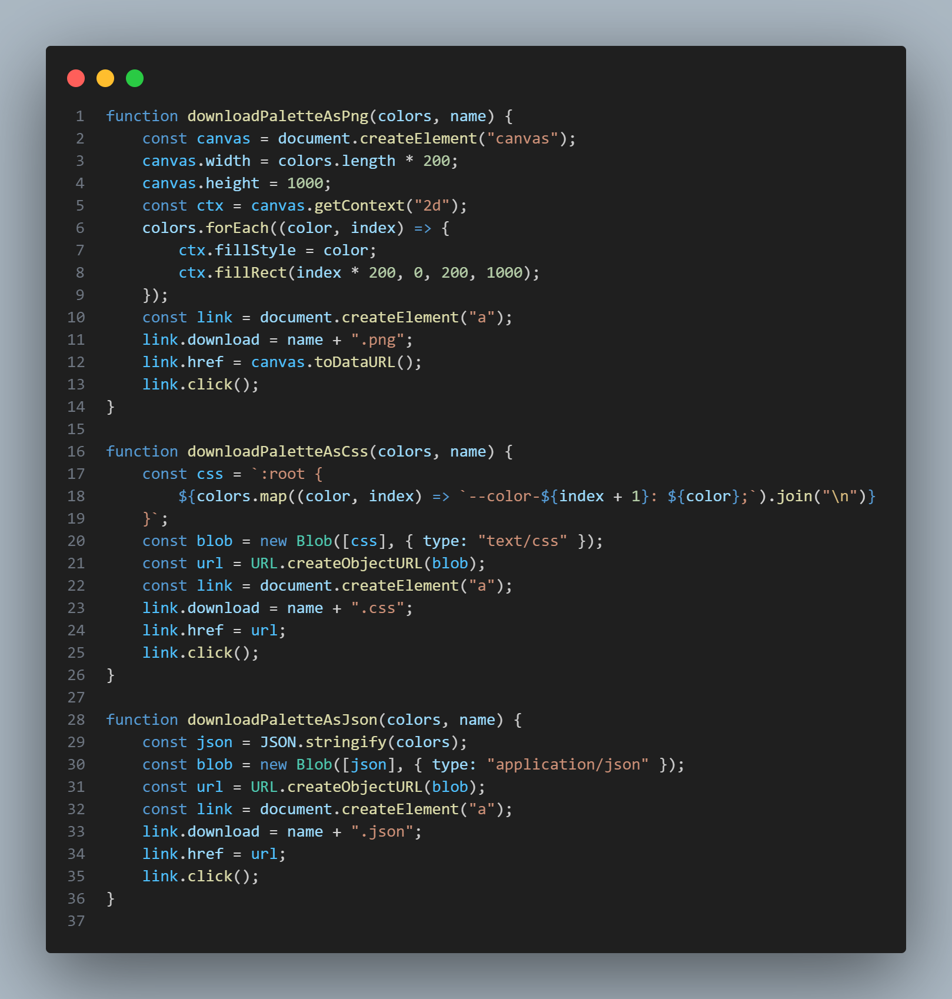 1 function downloadPaletteAsPng(colors, name) {
2     const canvas = document.createElement("canvas");
3     canvas.width = colors.length * 200;
4     canvas.height = 1000;
5     const ctx = canvas.getContext("2d");
6     colors.forEach((color, index) => {
7         ctx.fillStyle = color;
8         ctx.fillRect(index * 200, 0, 200, 1000);
9     });
10     const link = document.createElement("a");
11     link.download = name + ".png";
12     link.href = canvas.toDataURL();
13     link.click();
14 }
15
16 function downloadPaletteAsCss(colors, name) {
17     const css = `:root {
18         ${colors.map((color, index) => `--color-${index + 1}: ${color};`).join("\n")}
19     }`;
20     const blob = new Blob([css], { type: "text/css" });
21     const url = URL.createObjectURL(blob);
22     const link = document.createElement("a");
23     link.download = name + ".css";
24     link.href = url;
25     link.click();
26 }
27
28 function downloadPaletteAsJson(colors, name) {
29     const json = JSON.stringify(colors);
30     const blob = new Blob([json], { type: "application/json" });
31     const url = URL.createObjectURL(blob);
32     const link = document.createElement("a");
33     link.download = name + ".json";
34     link.href = url;
35     link.click();
36 }
37